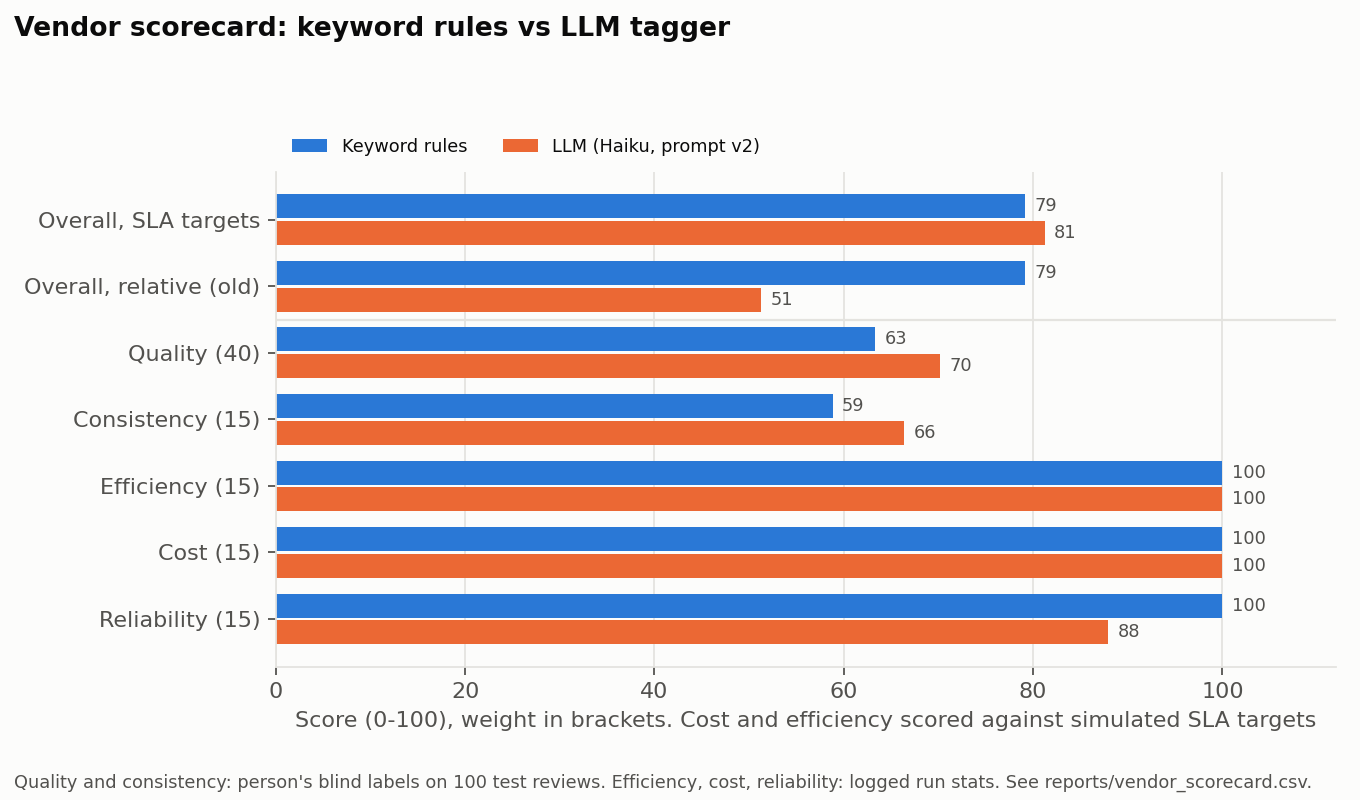 Vendor scorecard: keyword rules vs LLM tagger
Keyword rules LLM (Haiku, prompt v2)
Overall, SLA targets 79
81
Overall, relative (old) 79
51
Quality (40) 63
70
Consistency (15) 59
66
Efficiency (15) 100
100
Cost (15) 100
100
Reliability (15) 100
88
0 20 40 60 80 100
Score (0-100), weight in brackets. Cost and efficiency scored against simulated SLA targets
Quality and consistency: person's blind labels on 100 test reviews. Efficiency, cost, reliability: logged run stats. See reports/vendor_scorecard.csv.